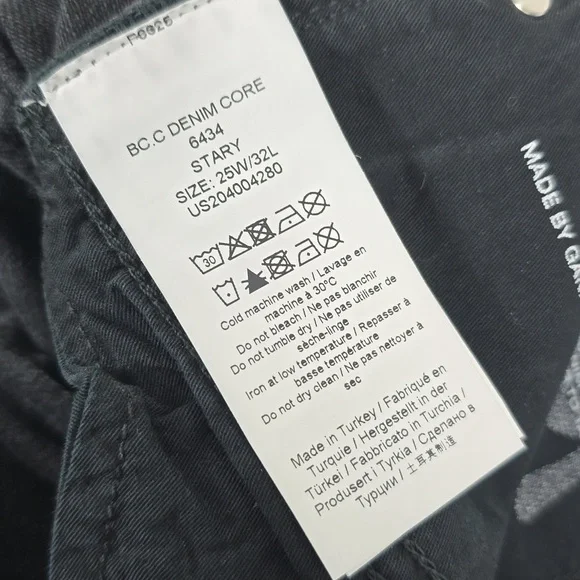 F0025
BC.C DENIM CORE
6434
STARY
SIZE: 25W/32L
US204004280
30
Cold machine wash / Lavage en
machine à 30°C
Do not bleach / Ne pas blanchir
Do not tumble dry / Ne pas utiliser de
sèche-linge
Iron at low temperature / Repasser à
basse température
Do not dry clean / Ne pas nettoyer à
sec
Made in Turkey / Fabriqué en
Turquie / Hergestellt in der
Türkei / Fabbricato in Turchia /
Produsert i Tyrkia / Сделано в
Турции / 土耳其制造
MADE BY